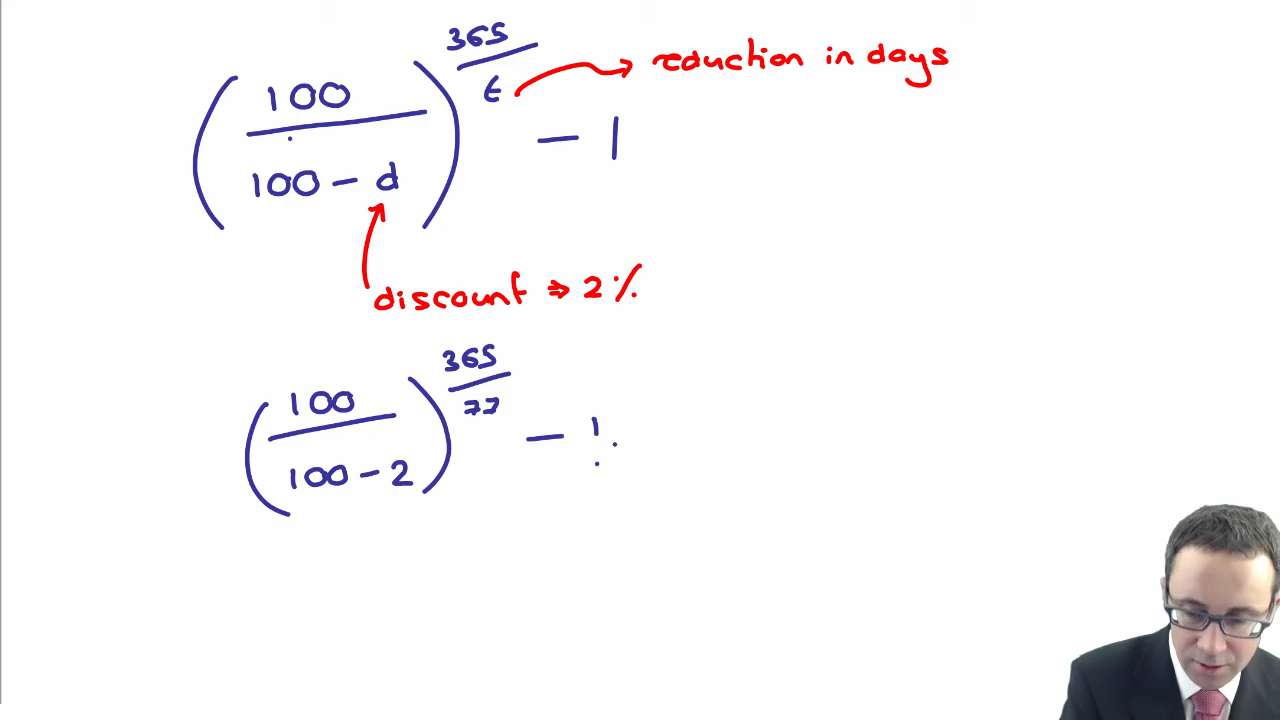 (100 / 100 - d)^(365/t) - 1
reduction in days
discount ⇒ 2%
(100 / 100 - 2)^(365/77) - 1